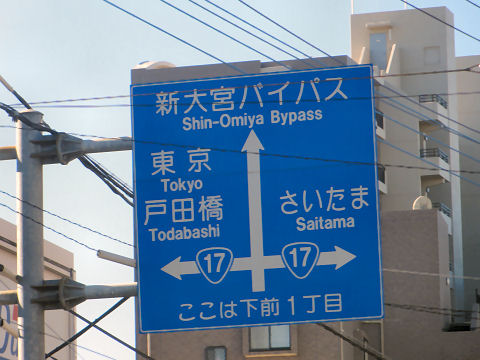 新大宮バイパス
Shin-Omiya Bypass
東京
Tokyo
戸田橋
Todabashi
さいたま
Saitama
17
17
ここは下前1丁目